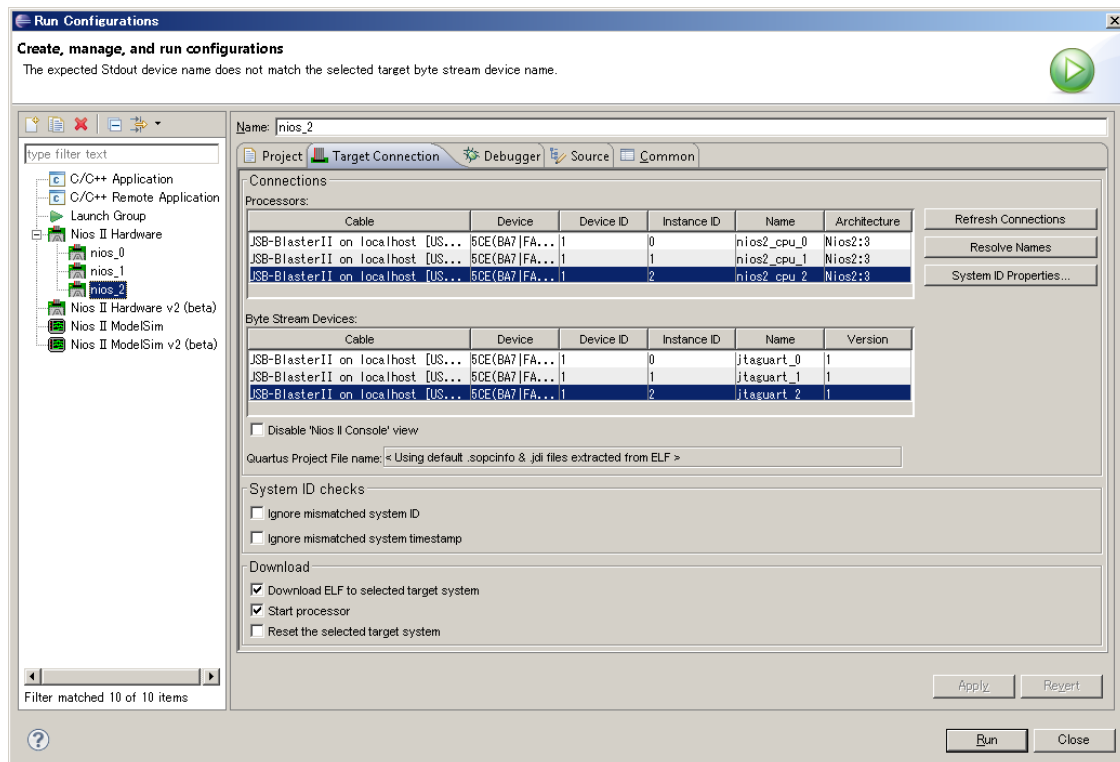 Run Configurations
Create, manage, and run configurations
The expected Stdout device name does not match the selected target byte stream device name.
type filter text
C/C++ Application
C/C++ Remote Application
Launch Group
Nios II Hardware
nios_0
nios_1
nios_2
Nios II Hardware v2 (beta)
Nios II ModelSim
Nios II ModelSim v2 (beta)
Filter matched 10 of 10 items
Name: nios_2
Project Target Connection Debugger Source Common
Connections
Processors:
Cable Device Device ID Instance ID Name Architecture
USB-BlasterII on localhost [US... 5CE(BA7|FA... 1 0 nios2_cpu_0 Nios2:3
USB-BlasterII on localhost [US... 5CE(BA7|FA... 1 1 nios2_cpu_1 Nios2:3
USB-BlasterII on localhost [US... 5CE(BA7|FA... 1 2 nios2_cpu_2 Nios2:3
Refresh Connections
Resolve Names
System ID Properties...
Byte Stream Devices:
Cable Device Device ID Instance ID Name Version
USB-BlasterII on localhost [US... 5CE(BA7|FA... 1 0 jtaguart_0 1
USB-BlasterII on localhost [US... 5CE(BA7|FA... 1 1 jtaguart_1 1
USB-BlasterII on localhost [US... 5CE(BA7|FA... 1 2 jtaguart_2 1
Disable 'Nios II Console' view
Quartus Project File name: < Using default .sopcinfo & .jdi files extracted from ELF >
System ID checks
Ignore mismatched system ID
Ignore mismatched system timestamp
Download
Download ELF to selected target system
Start processor
Reset the selected target system
Apply Revert
Run Close